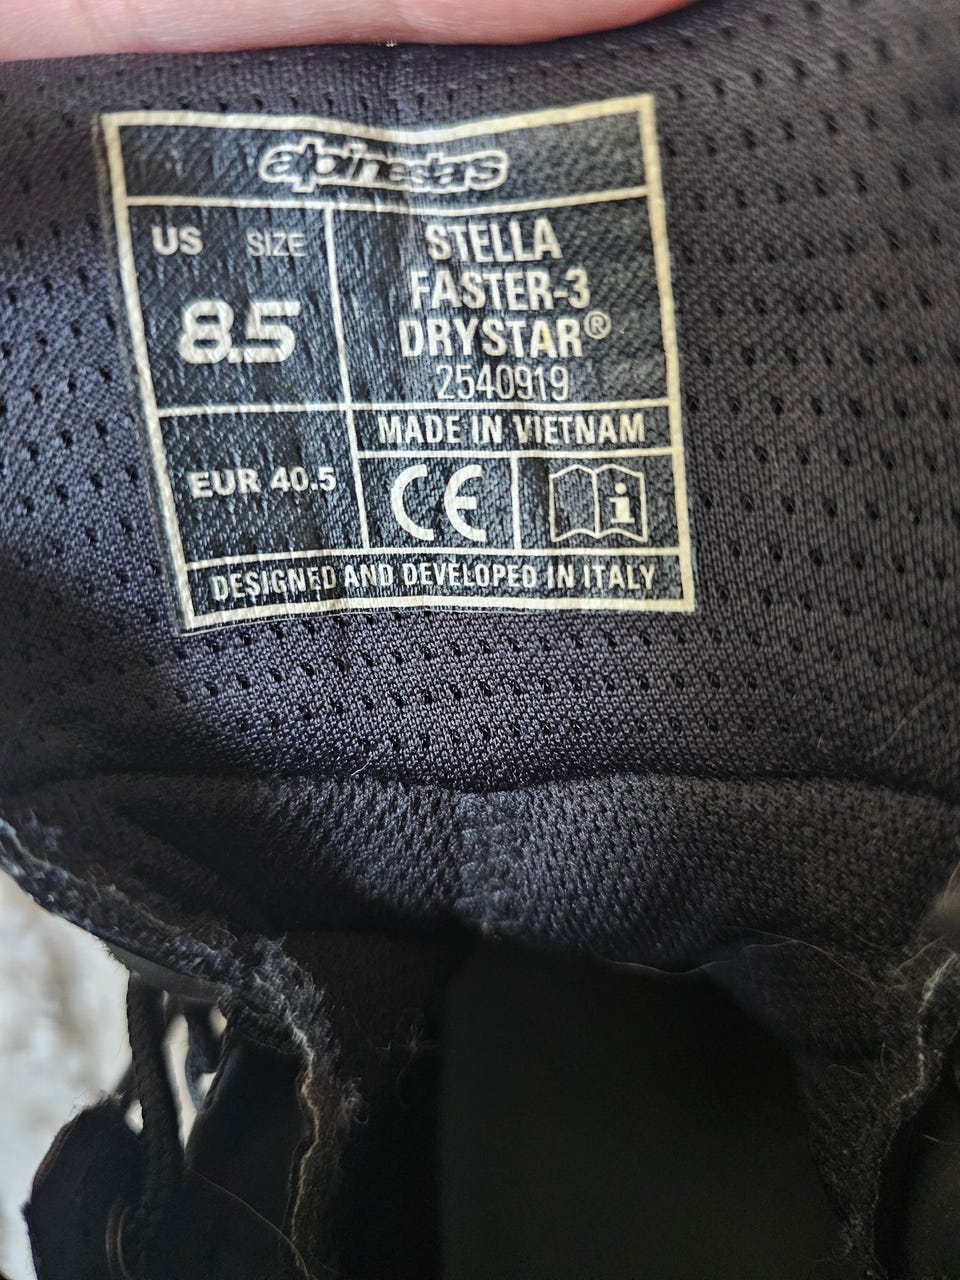 alpinestars
US SIZE
8.5
STELLA
FASTER-3
DRYSTAR®
2540919
MADE IN VIETNAM
EUR 40.5
CE
i
DESIGNED AND DEVELOPED IN ITALY